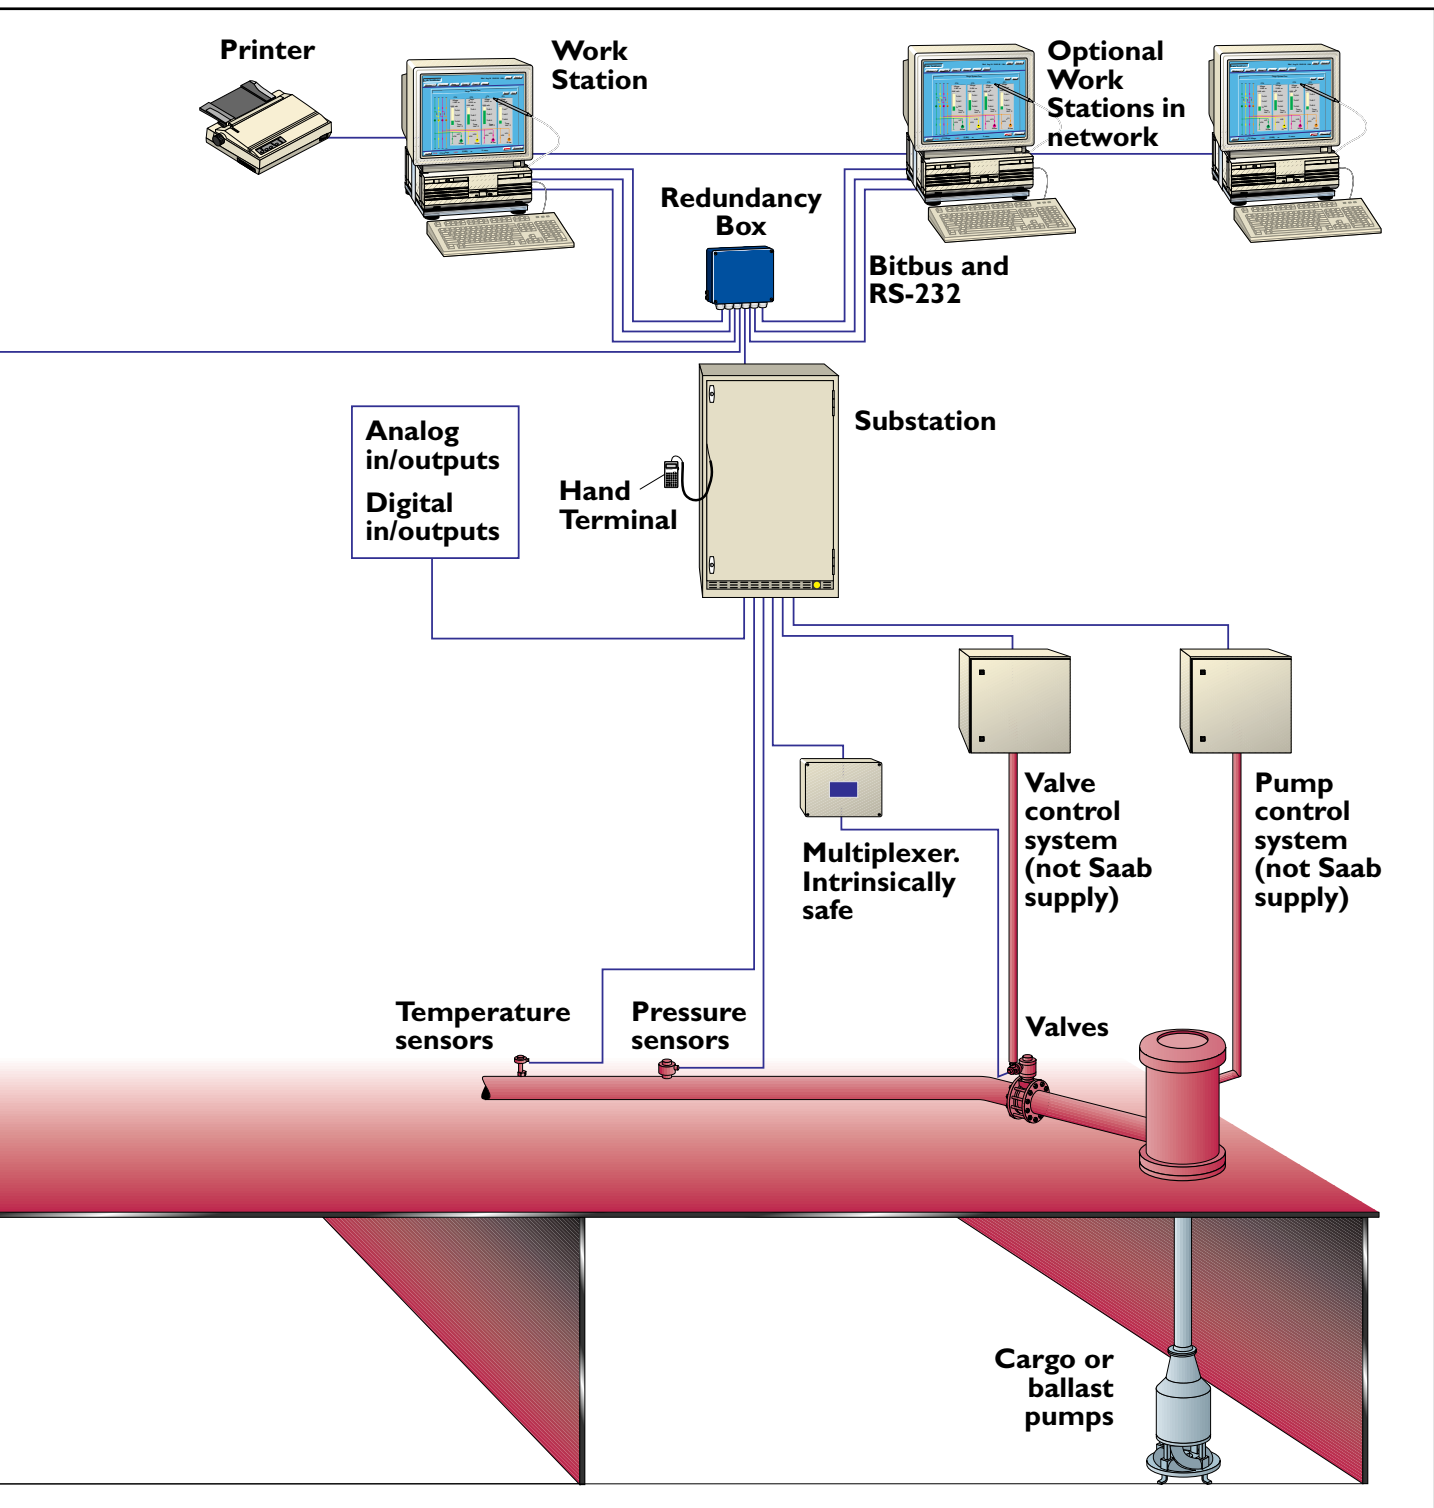 Printer
Work
Station
Optional
Work
Stations in
network
Redundancy
Box
Bitbus and
RS-232
Analog
in/outputs
Digital
in/outputs
Substation
Hand
Terminal
Valve
control
system
(not Saab
supply)
Pump
control
system
(not Saab
supply)
Multiplexer.
Intrinsically
safe
Temperature
sensors
Pressure
sensors
Valves
Cargo or
ballast
pumps